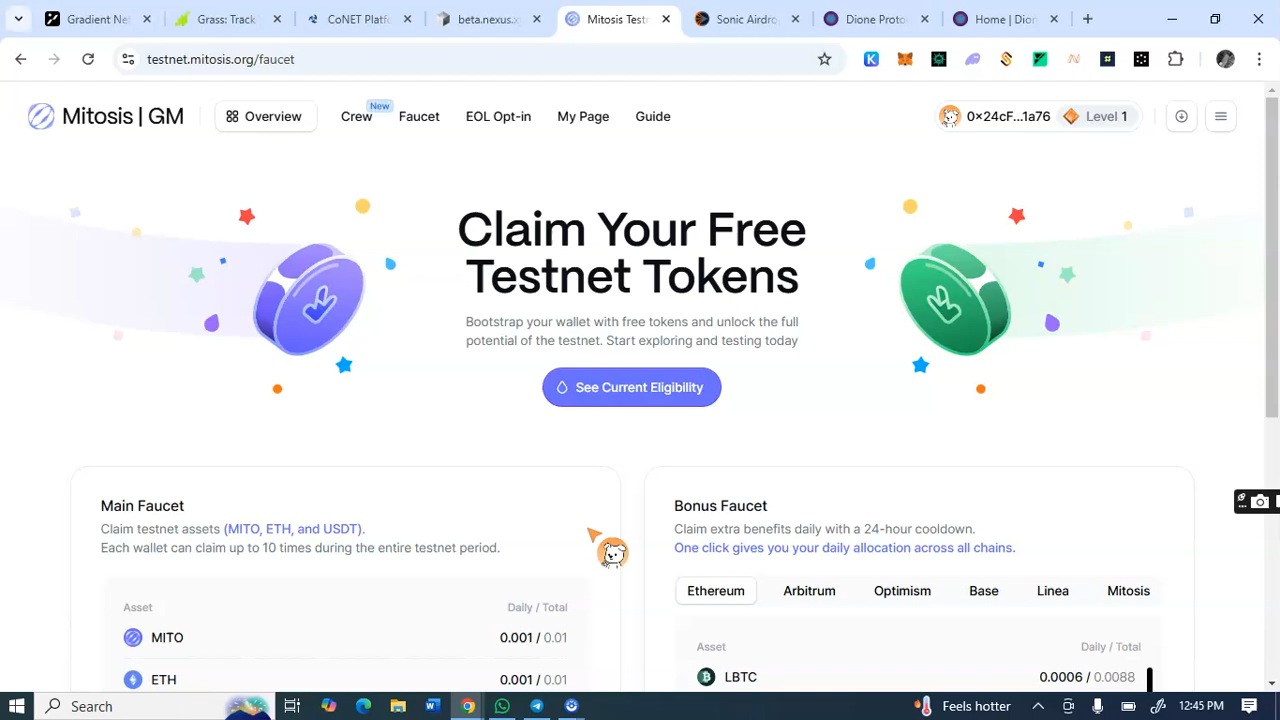 Gradient Ne
Grass: Track
CoNET Platf
beta.nexus.x
Mitosis Testr
Sonic Airdro
Dione Proto
Home | Dion
testnet.mitosis.org/faucet
Mitosis | GM
Overview
Crew
New
Faucet
EOL Opt-in
My Page
Guide
0×24cF...1a76
Level 1
Claim Your Free
Testnet Tokens
Bootstrap your wallet with free tokens and unlock the full
potential of the testnet. Start exploring and testing today
See Current Eligibility
Main Faucet
Claim testnet assets (MITO, ETH, and USDT).
Each wallet can claim up to 10 times during the entire testnet period.
Asset
Daily / Total
MITO
0.001 / 0.01
ETH
0.001 / 0.01
Bonus Faucet
Claim extra benefits daily with a 24-hour cooldown.
One click gives you your daily allocation across all chains.
Ethereum
Arbitrum
Optimism
Base
Linea
Mitosis
Asset
Daily / Total
LBTC
0.0006 / 0.0088
Search
Feels hotter
12:45 PM